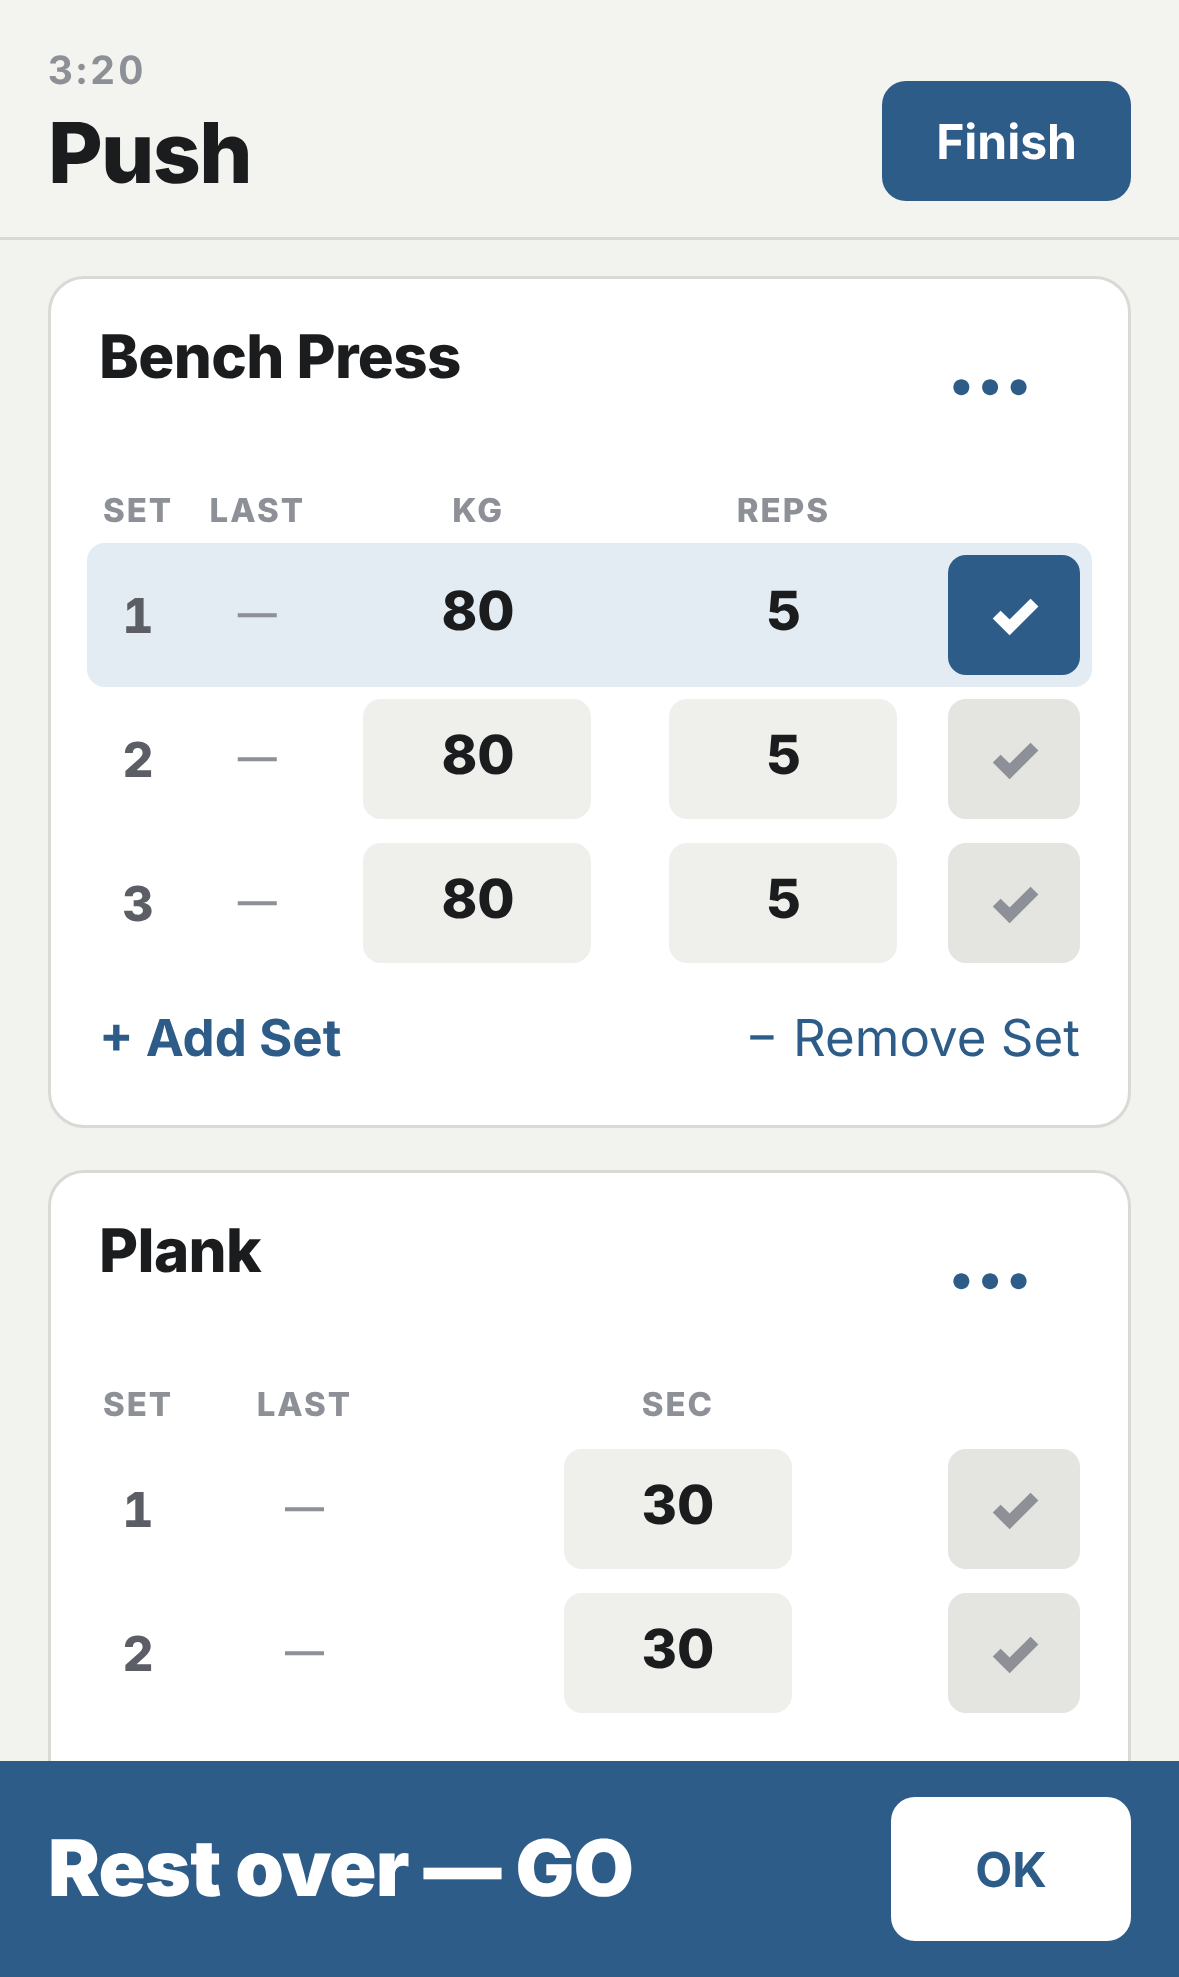 3:20
Push
Finish
Bench Press
SET LAST KG REPS
1 — 80 5
2 — 80 5
3 — 80 5
+ Add Set − Remove Set
Plank
SET LAST SEC
1 — 30
2 — 30
Rest over — GO OK